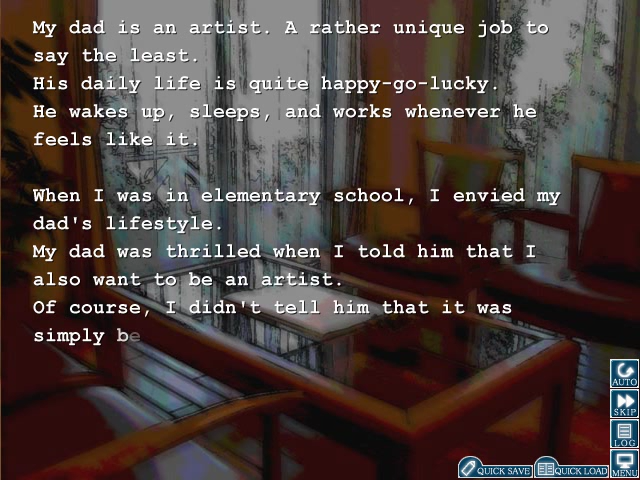 My dad is an artist. A rather unique job to
say the least.
His daily life is quite happy-go-lucky.
He wakes up, sleeps, and works whenever he
feels like it.
When I was in elementary school, I envied my
dad's lifestyle.
My dad was thrilled when I told him that I
also want to be an artist.
Of course, I didn't tell him that it was
simply be
AUTO
SKIP
LOG
MENU
QUICK SAVE
QUICK LOAD